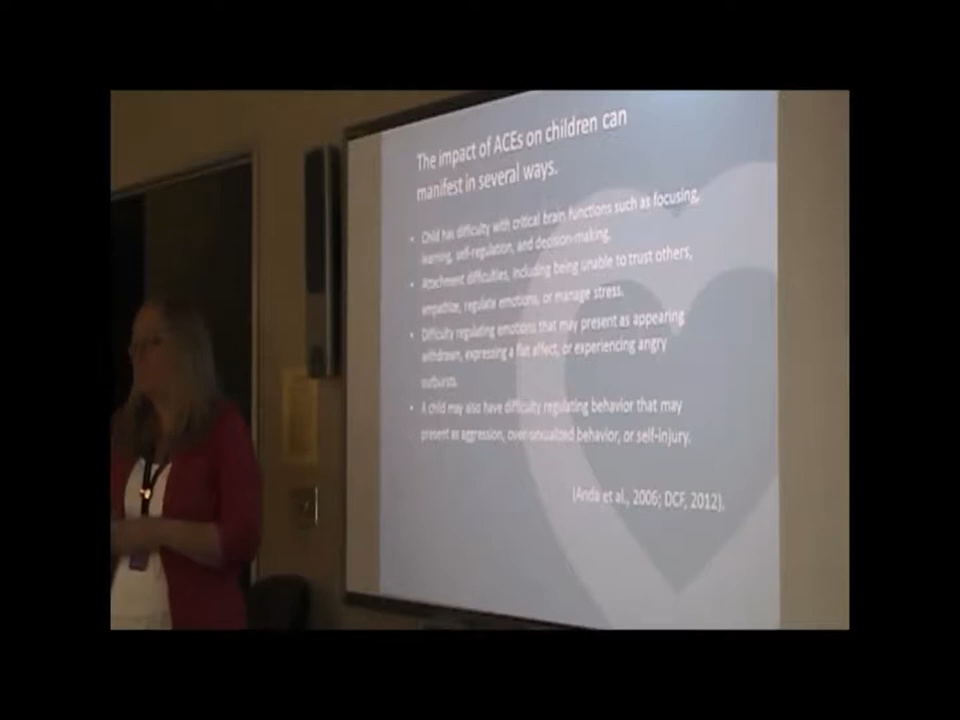 The impact of ACEs on children can
manifest in several ways.
• Child has difficulty with critical brain functions such as focusing,
learning, self-regulation, and decision-making.
• Attachment difficulties, including being unable to trust others,
empathize, regulate emotions, or manage stress.
• Difficulty regulating emotions that may present as appearing
withdrawn, expressing a flat affect, or experiencing angry
outbursts.
• A child may also have difficulty regulating behavior that may
present as aggression, over-sexualized behavior, or self-injury.
(Anda et al., 2006; DCF, 2012).